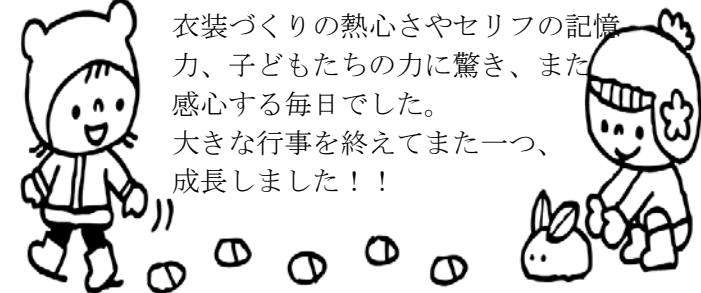 衣装づくりの熱心さやセリフの記憶
力、子どもたちの力に驚き、また
感心する毎日でした。
大きな行事を終えてまた一つ、
成長しました！！